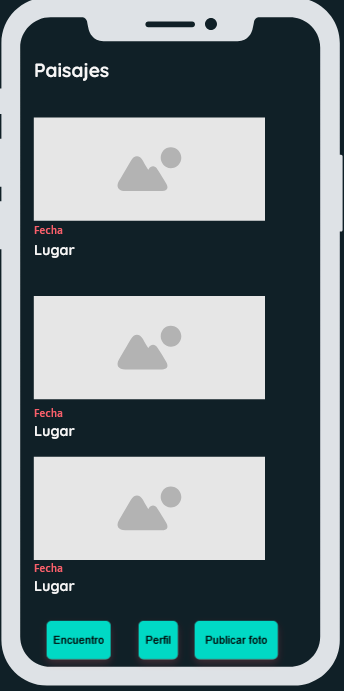 Paisajes
Fecha
Lugar
Fecha
Lugar
Fecha
Lugar
Encuentro Perfil Publicar foto